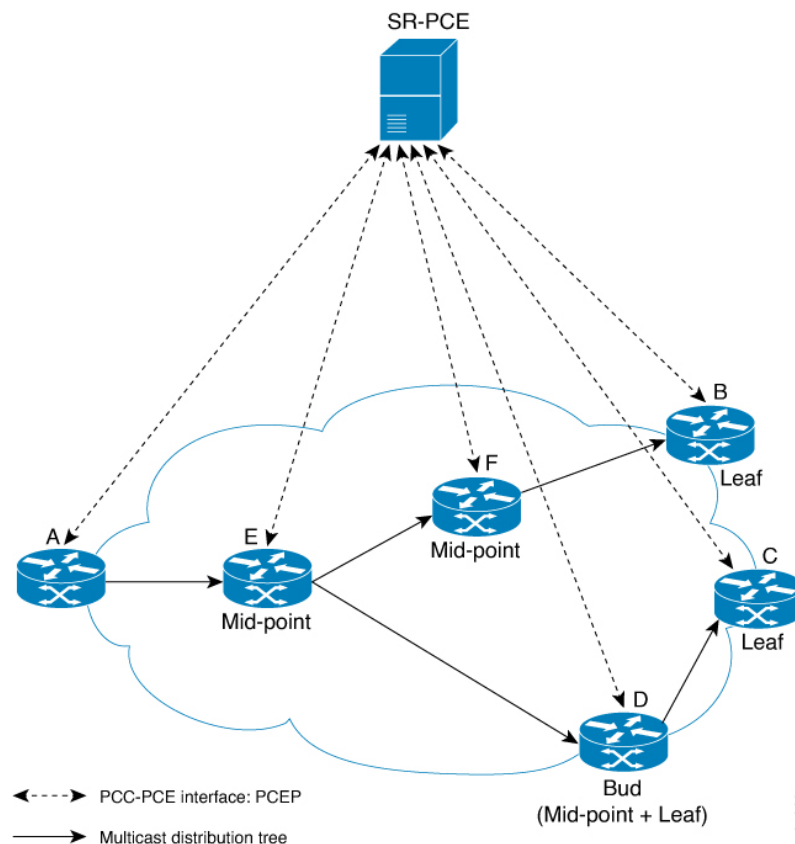 SR-PCE
B
Leaf
F
Mid-point
A
E
Mid-point
C
Leaf
D
Bud
(Mid-point + Leaf)
PCC-PCE interface: PCEP
Multicast distribution tree